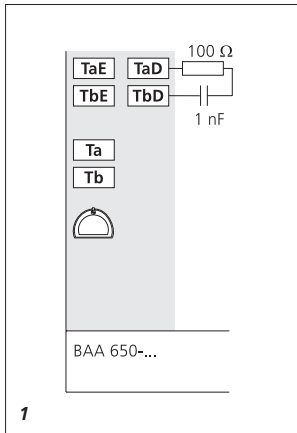 100 Ω
TaE TaD
TbE TbD
1 nF
Ta
Tb
BAA 650-...
1